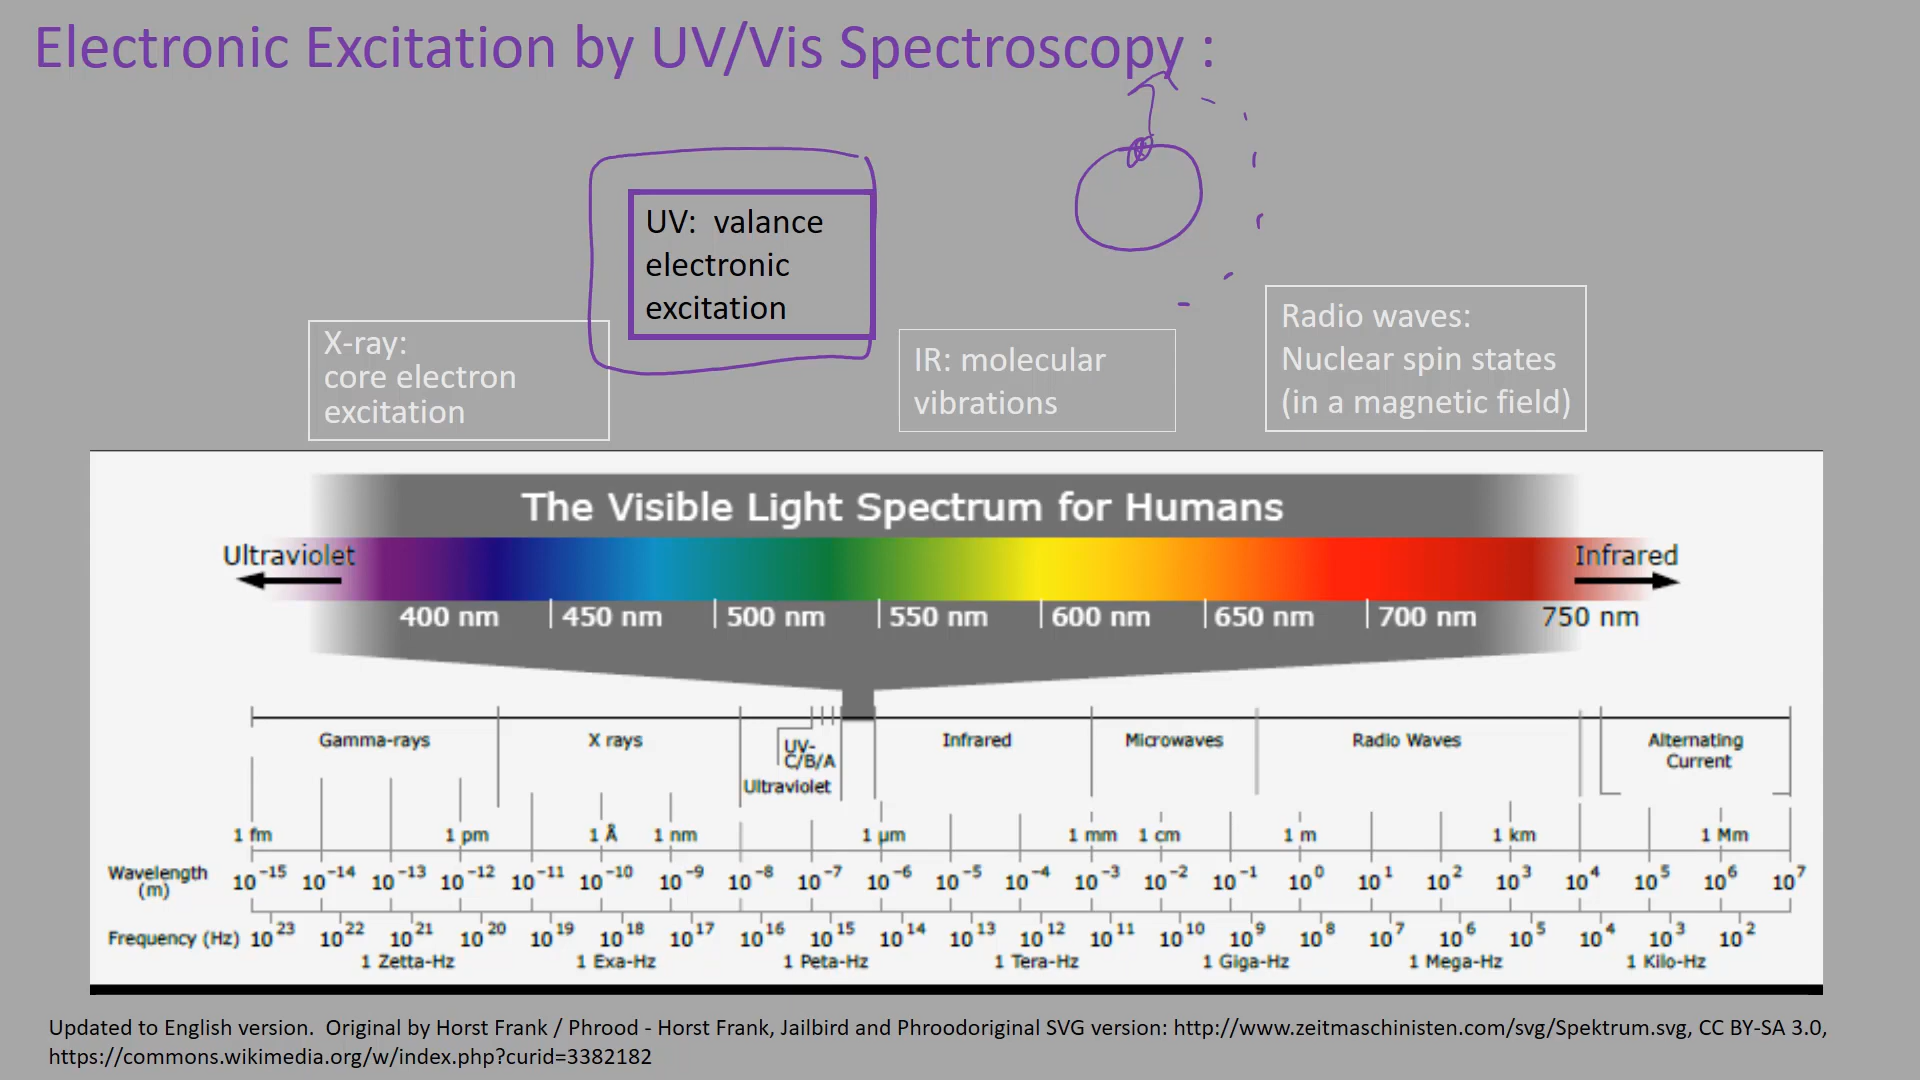 Electronic Excitation by UV/Vis Spectroscopy :
UV: valance
electronic
excitation
X-ray:
core electron
excitation
IR: molecular
vibrations
Radio waves:
Nuclear spin states
(in a magnetic field)
The Visible Light Spectrum for Humans
Ultraviolet
Infrared
400 nm 450 nm 500 nm 550 nm 600 nm 650 nm 700 nm 750 nm
Gamma-rays X rays UV- Infrared Microwaves Radio Waves Alternating
C/B/A Current
Ultraviolet
1 fm 1 pm 1 Å 1 nm 1 µm 1 mm 1 cm 1 m 1 km 1 Mm
Wavelength
(m)
10⁻¹⁵ 10⁻¹⁴ 10⁻¹³ 10⁻¹² 10⁻¹¹ 10⁻¹⁰ 10⁻⁹ 10⁻⁸ 10⁻⁷ 10⁻⁶ 10⁻⁵ 10⁻⁴ 10⁻³ 10⁻² 10⁻¹ 10⁰ 10¹ 10² 10³ 10⁴ 10⁵ 10⁶ 10⁷
Frequency (Hz) 10²³ 10²² 10²¹ 10²⁰ 10¹⁹ 10¹⁸ 10¹⁷ 10¹⁶ 10¹⁵ 10¹⁴ 10¹³ 10¹² 10¹¹ 10¹⁰ 10⁹ 10⁸ 10⁷ 10⁶ 10⁵ 10⁴ 10³ 10²
1 Zetta-Hz 1 Exa-Hz 1 Peta-Hz 1 Tera-Hz 1 Giga-Hz 1 Mega-Hz 1 Kilo-Hz
Updated to English version. Original by Horst Frank / Phrood - Horst Frank, Jailbird and Phroodoriginal SVG version: http://www.zeitmaschinisten.com/svg/Spektrum.svg, CC BY-SA 3.0,
https://commons.wikimedia.org/w/index.php?curid=3382182